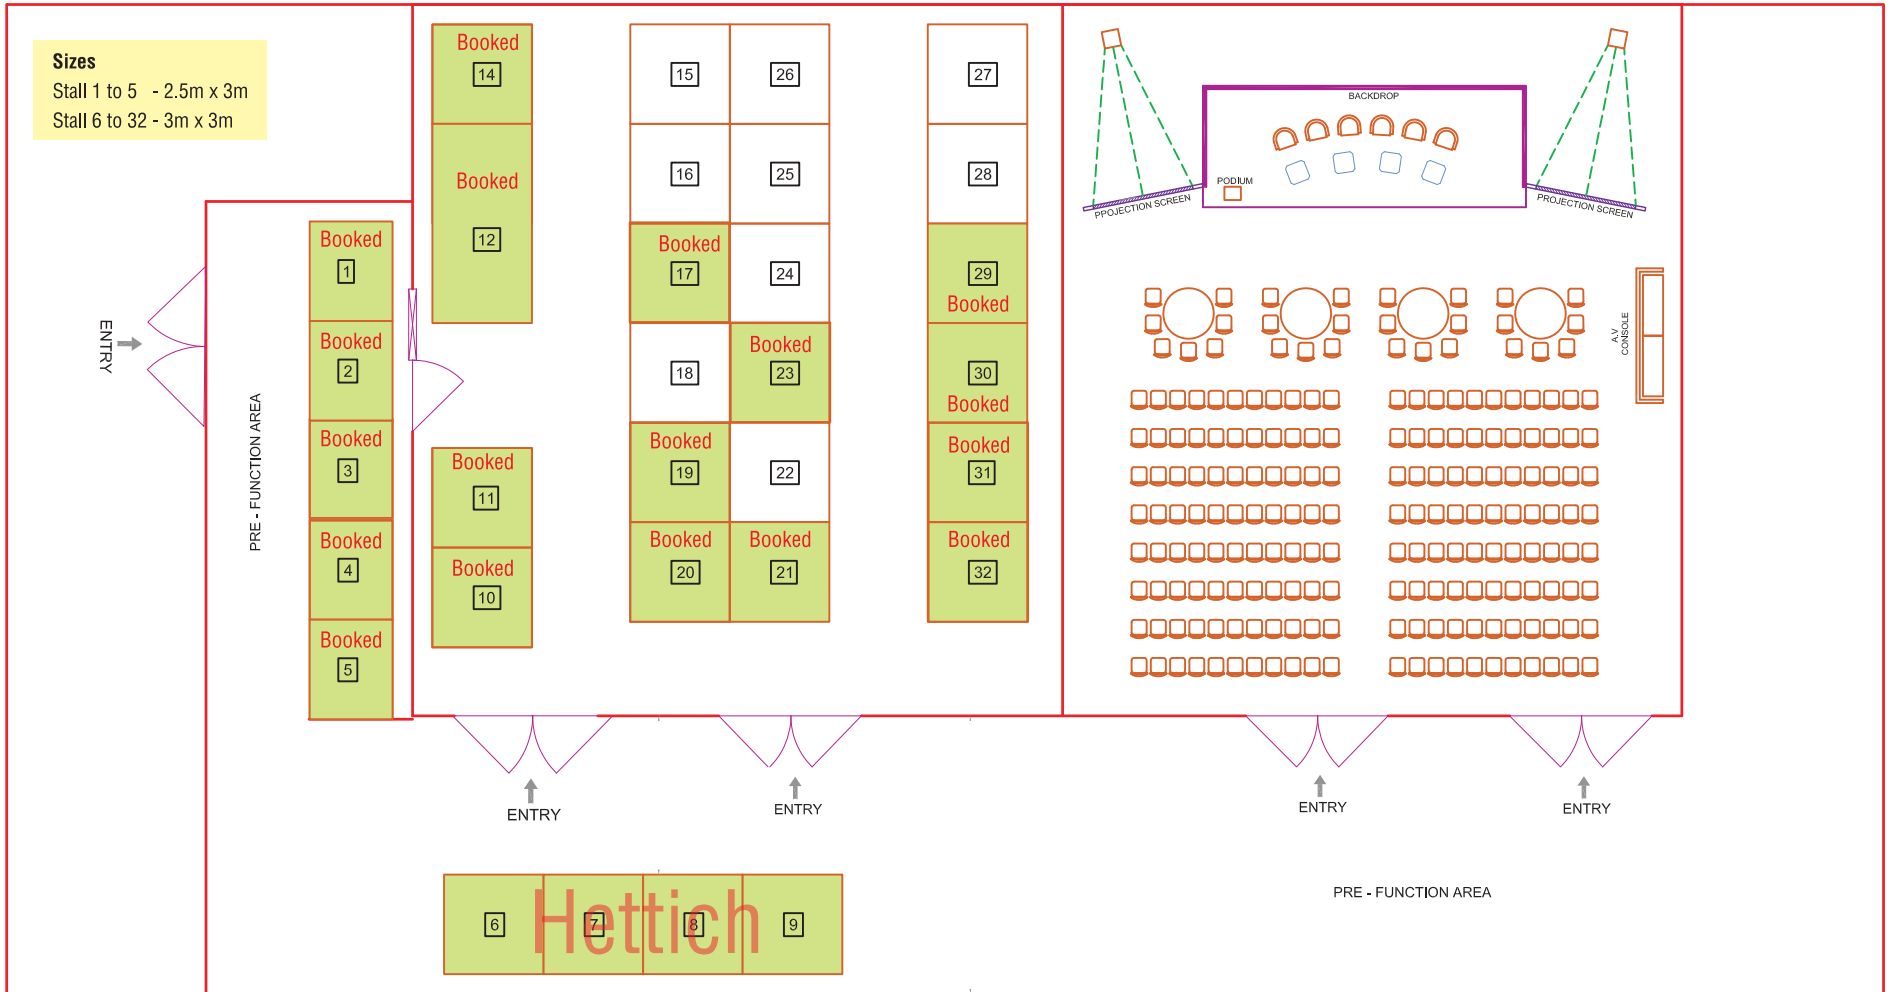 Sizes
Stall 1 to 5 - 2.5m x 3m
Stall 6 to 32 - 3m x 3m
ENTRY
PRE - FUNCTION AREA
Booked
1
Booked
2
Booked
3
Booked
4
Booked
5
Booked
14
Booked
12
Booked
11
Booked
10
15
26
16
25
Booked
17
24
18
Booked
23
Booked
19
22
Booked
20
Booked
21
27
28
29
Booked
30
Booked
Booked
31
Booked
32
BACKDROP
PODIUM
PPOJECTION SCREEN
PROJECTION SCREEN
A.V
CONSOLE
ENTRY
ENTRY
ENTRY
ENTRY
Hettich
6
7
8
9
PRE - FUNCTION AREA